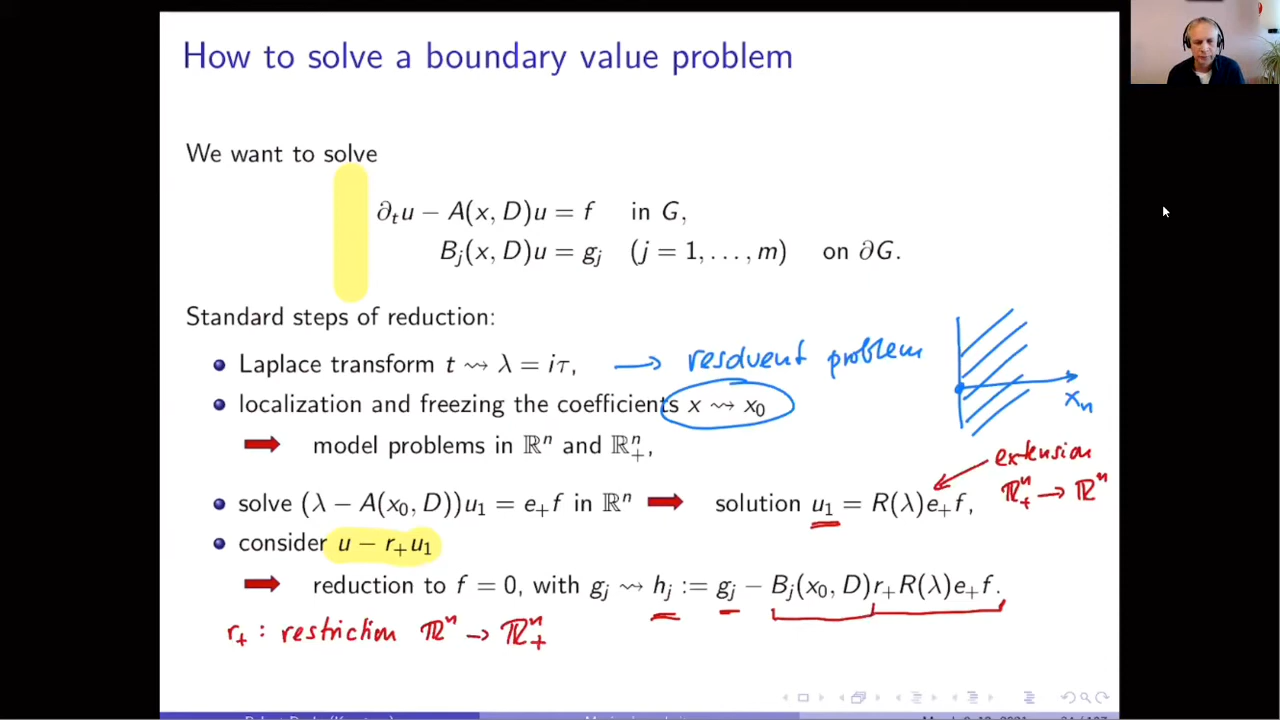 How to solve a boundary value problem
We want to solve
∂ₜu − A(x, D)u = f in G,
Bⱼ(x, D)u = gⱼ (j = 1, . . . , m) on ∂G.
Standard steps of reduction:
Laplace transform t ⇝ λ = iτ, → resolvent problem
localization and freezing the coefficients x ⇝ x₀
xₙ
model problems in ℝⁿ and ℝⁿ₊,
extension
ℝⁿ₊ → ℝⁿ
solve (λ − A(x₀, D))u₁ = e₊f in ℝⁿ ➡ solution u₁ = R(λ)e₊f,
consider u − r₊u₁
➡ reduction to f = 0, with gⱼ ⇝ hⱼ := gⱼ − Bⱼ(x₀, D)r₊R(λ)e₊f.
r₊ : restriction ℝⁿ → ℝⁿ₊